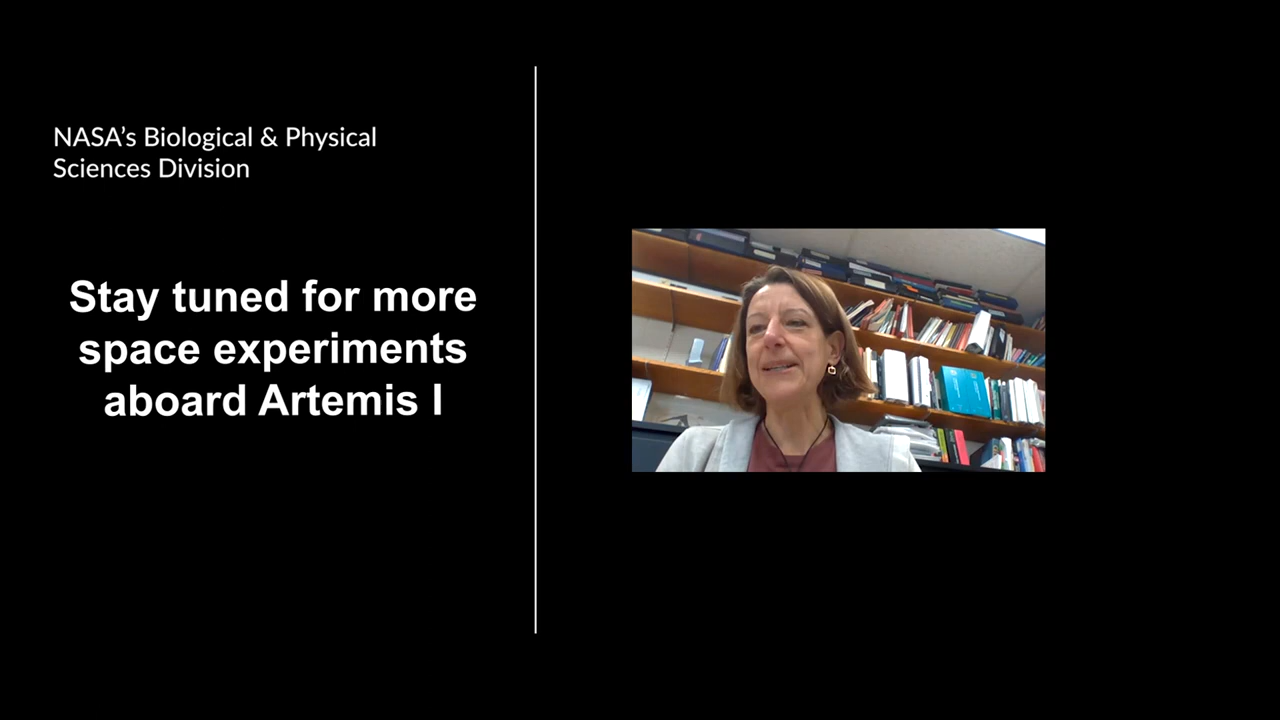 NASA’s Biological & Physical
Sciences Division
Stay tuned for more
space experiments
aboard Artemis I